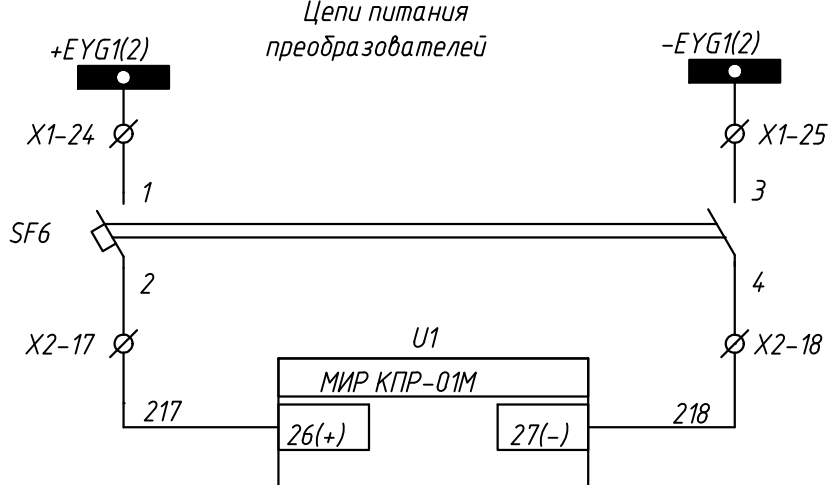 Цепи питания
преобразователей
+EYG1(2)
-EYG1(2)
X1-24
X1-25
1
3
SF6
2
4
X2-17
U1
X2-18
МИР КПР-01М
217
218
26(+)
27(-)